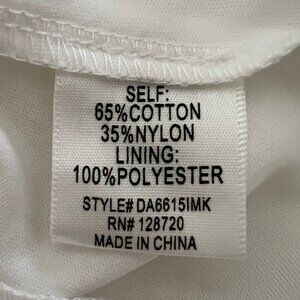 SELF:
65%COTTON
35%NYLON
LINING:
100%POLYESTER
STYLE# DA6615IMK
RN# 128720
MADE IN CHINA